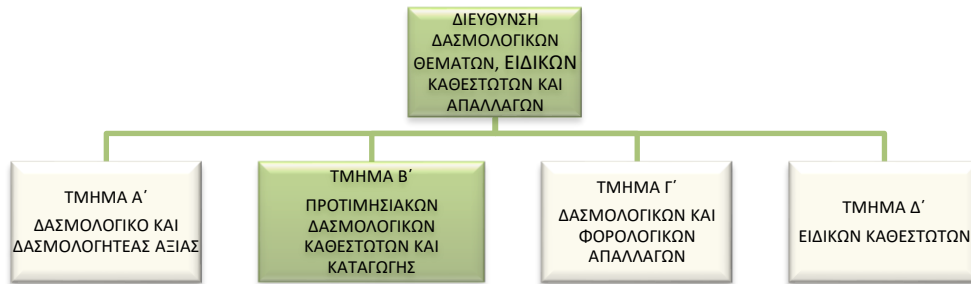 ΔΙΕΥΘΥΝΣΗ
ΔΑΣΜΟΛΟΓΙΚΩΝ
ΘΕΜΑΤΩΝ, ΕΙΔΙΚΩΝ
ΚΑΘΕΣΤΩΤΩΝ ΚΑΙ
ΑΠΑΛΛΑΓΩΝ
ΤΜΗΜΑ Α΄
ΔΑΣΜΟΛΟΓΙΚΟ ΚΑΙ
ΔΑΣΜΟΛΟΓΗΤΕΑΣ ΑΞΙΑΣ
ΤΜΗΜΑ Β΄
ΠΡΟΤΙΜΗΣΙΑΚΩΝ
ΔΑΣΜΟΛΟΓΙΚΩΝ
ΚΑΘΕΣΤΩΤΩΝ ΚΑΙ
ΚΑΤΑΓΩΓΗΣ
ΤΜΗΜΑ Γ΄
ΔΑΣΜΟΛΟΓΙΚΩΝ ΚΑΙ
ΦΟΡΟΛΟΓΙΚΩΝ
ΑΠΑΛΛΑΓΩΝ
ΤΜΗΜΑ Δ΄
ΕΙΔΙΚΩΝ ΚΑΘΕΣΤΩΤΩΝ